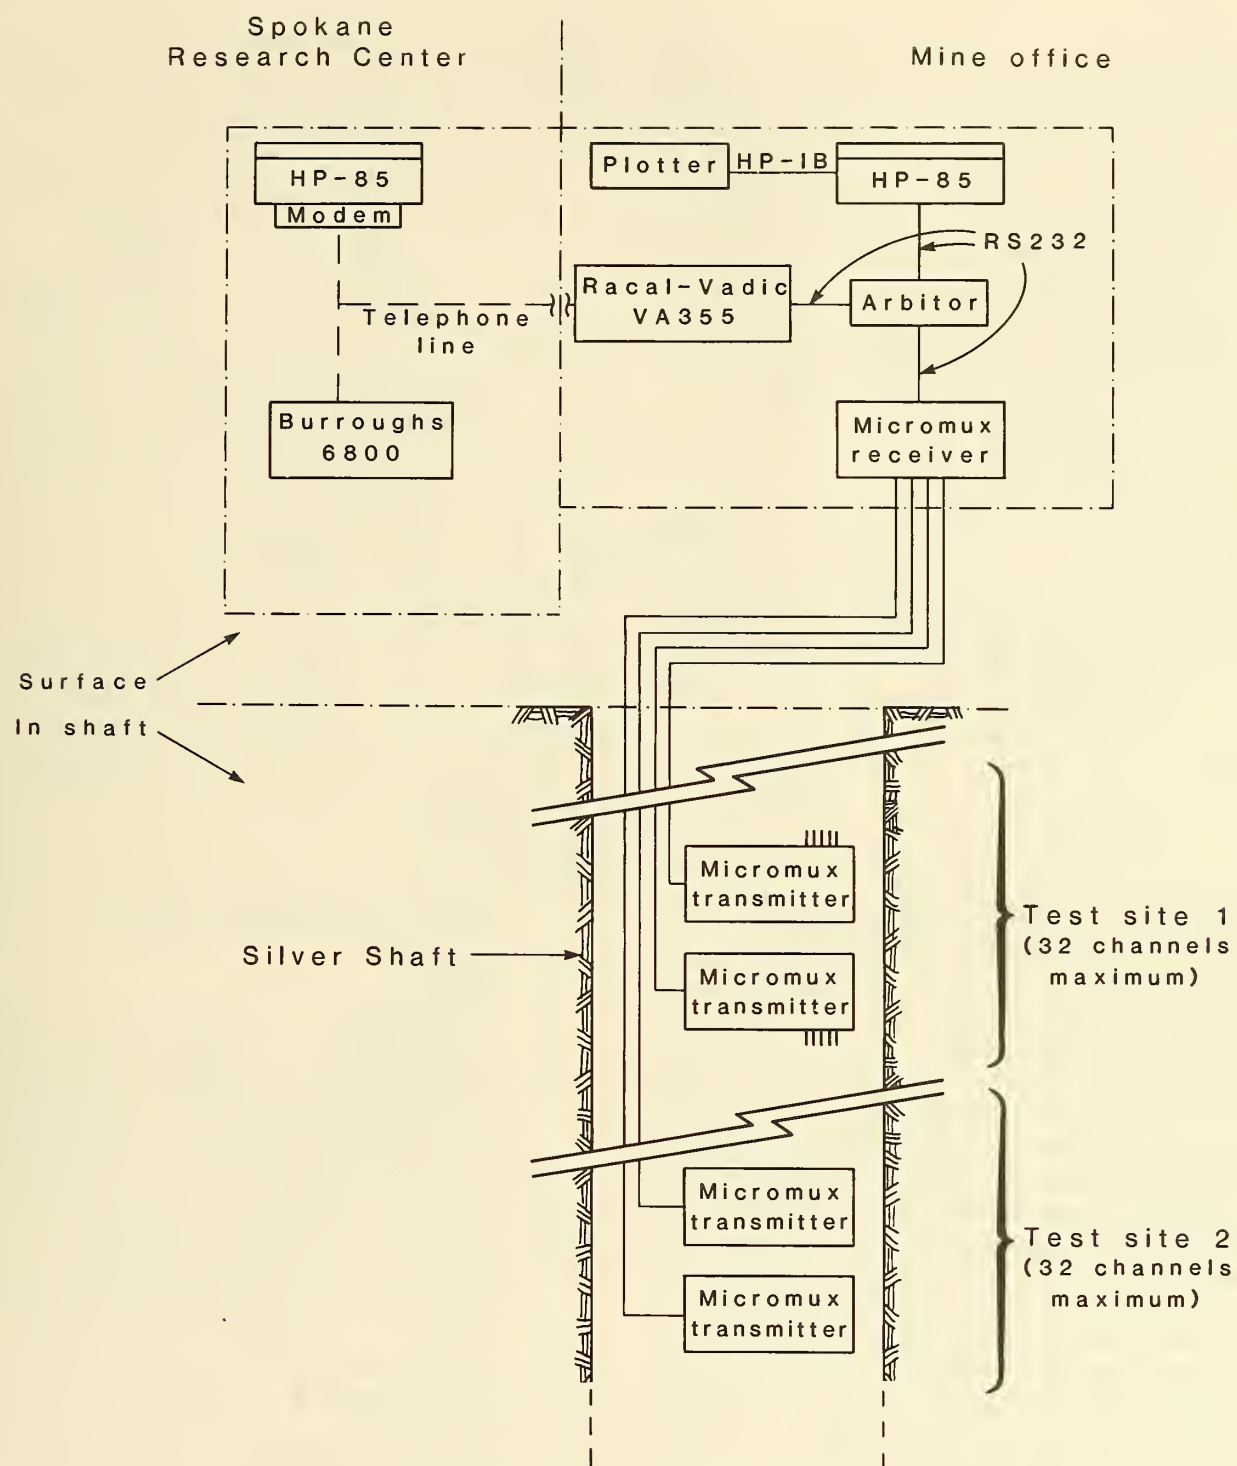 Spokane
Research Center
Mine office
HP-85
Modem
Plotter
HP-IB
HP-85
RS232
Racal-Vadic
VA355
Arbitor
Telephone
line
Burroughs
6800
Micromux
receiver
Surface
In shaft
Micromux
transmitter
Test site 1
(32 channels
maximum)
Silver Shaft
Micromux
transmitter
Micromux
transmitter
Test site 2
(32 channels
maximum)
Micromux
transmitter